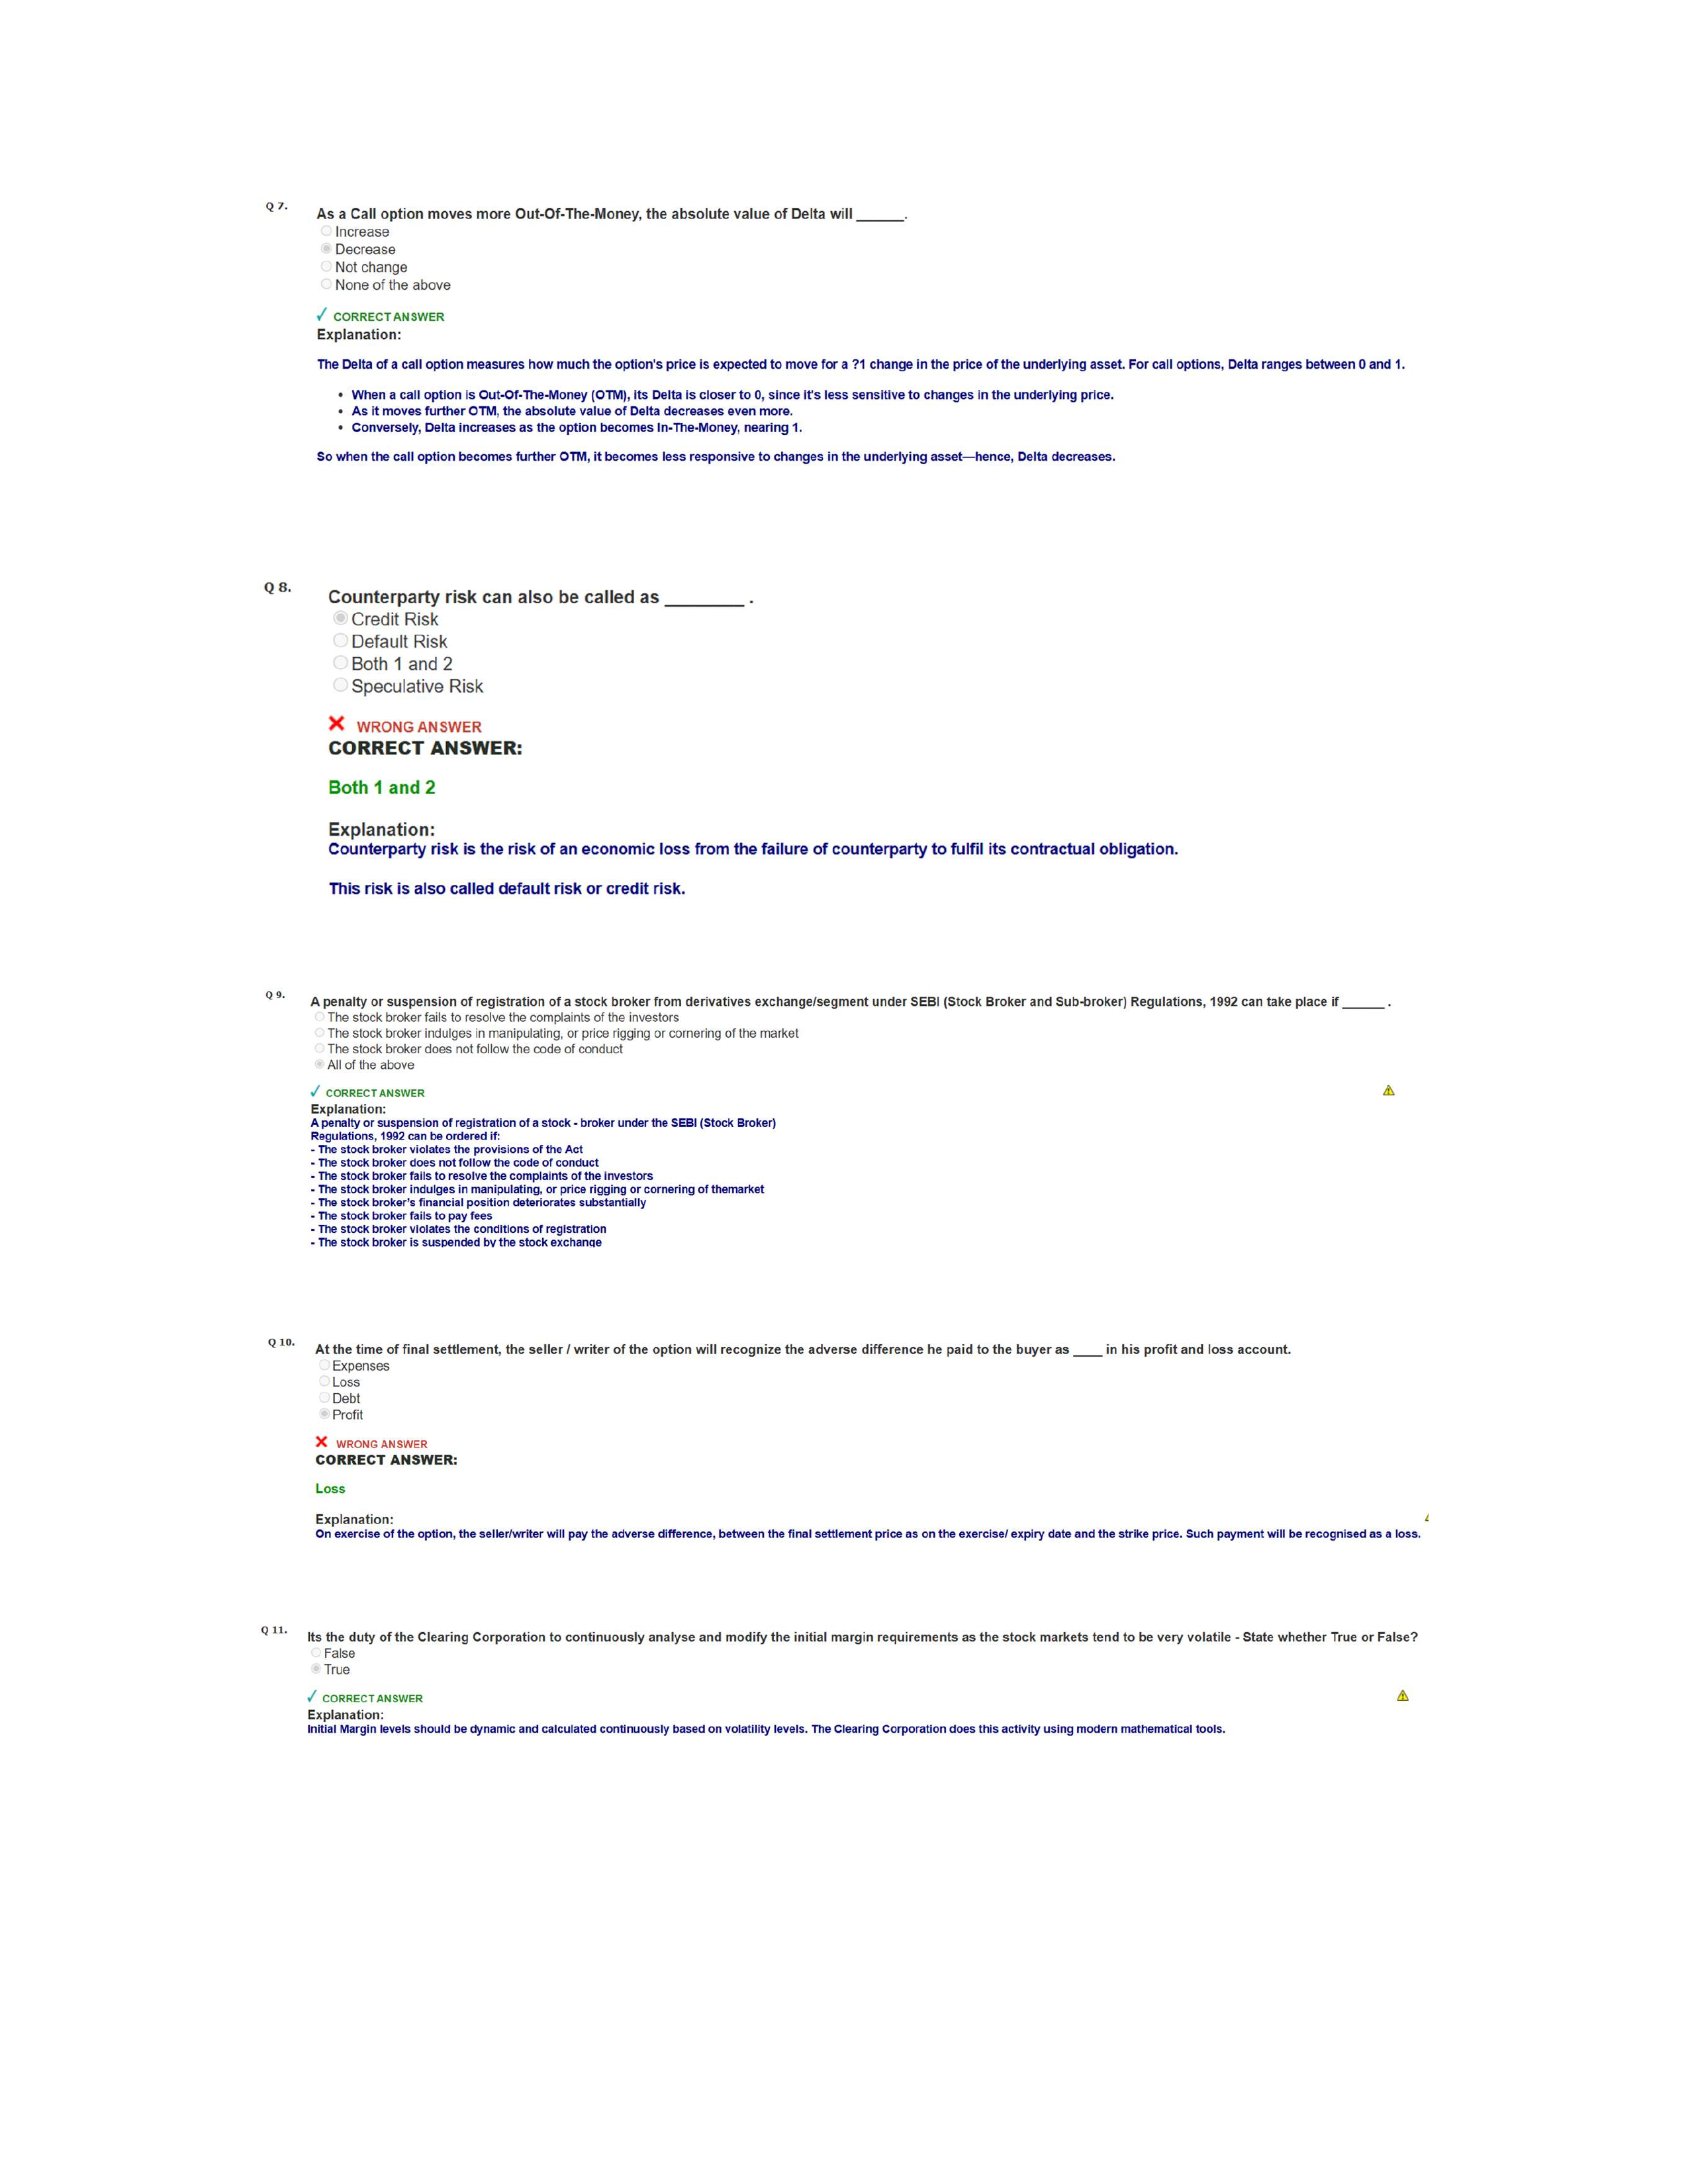 Q 7.
As a Call option moves more Out-Of-The-Money, the absolute value of Delta will ______.
Increase
Decrease
Not change
None of the above
✓ CORRECT ANSWER
Explanation:
The Delta of a call option measures how much the option's price is expected to move for a ?1 change in the price of the underlying asset. For call options, Delta ranges between 0 and 1.
• When a call option is Out-Of-The-Money (OTM), its Delta is closer to 0, since it's less sensitive to changes in the underlying price.
• As it moves further OTM, the absolute value of Delta decreases even more.
• Conversely, Delta increases as the option becomes In-The-Money, nearing 1.
So when the call option becomes further OTM, it becomes less responsive to changes in the underlying asset—hence, Delta decreases.
Q 8.
Counterparty risk can also be called as ________ .
Credit Risk
Default Risk
Both 1 and 2
Speculative Risk
✗ WRONG ANSWER
CORRECT ANSWER:
Both 1 and 2
Explanation:
Counterparty risk is the risk of an economic loss from the failure of counterparty to fulfil its contractual obligation.
This risk is also called default risk or credit risk.
Q 9.
A penalty or suspension of registration of a stock broker from derivatives exchange/segment under SEBI (Stock Broker and Sub-broker) Regulations, 1992 can take place if ______ .
The stock broker fails to resolve the complaints of the investors
The stock broker indulges in manipulating, or price rigging or cornering of the market
The stock broker does not follow the code of conduct
All of the above
✓ CORRECT ANSWER
Explanation:
A penalty or suspension of registration of a stock - broker under the SEBI (Stock Broker)
Regulations, 1992 can be ordered if:
- The stock broker violates the provisions of the Act
- The stock broker does not follow the code of conduct
- The stock broker fails to resolve the complaints of the investors
- The stock broker indulges in manipulating, or price rigging or cornering of themarket
- The stock broker's financial position deteriorates substantially
- The stock broker fails to pay fees
- The stock broker violates the conditions of registration
- The stock broker is suspended by the stock exchange
Q 10.
At the time of final settlement, the seller / writer of the option will recognize the adverse difference he paid to the buyer as ____ in his profit and loss account.
Expenses
Loss
Debt
Profit
✗ WRONG ANSWER
CORRECT ANSWER:
Loss
Explanation:
On exercise of the option, the seller/writer will pay the adverse difference, between the final settlement price as on the exercise/ expiry date and the strike price. Such payment will be recognised as a loss.
Q 11.
Its the duty of the Clearing Corporation to continuously analyse and modify the initial margin requirements as the stock markets tend to be very volatile - State whether True or False?
False
True
✓ CORRECT ANSWER
Explanation:
Initial Margin levels should be dynamic and calculated continuously based on volatility levels. The Clearing Corporation does this activity using modern mathematical tools.